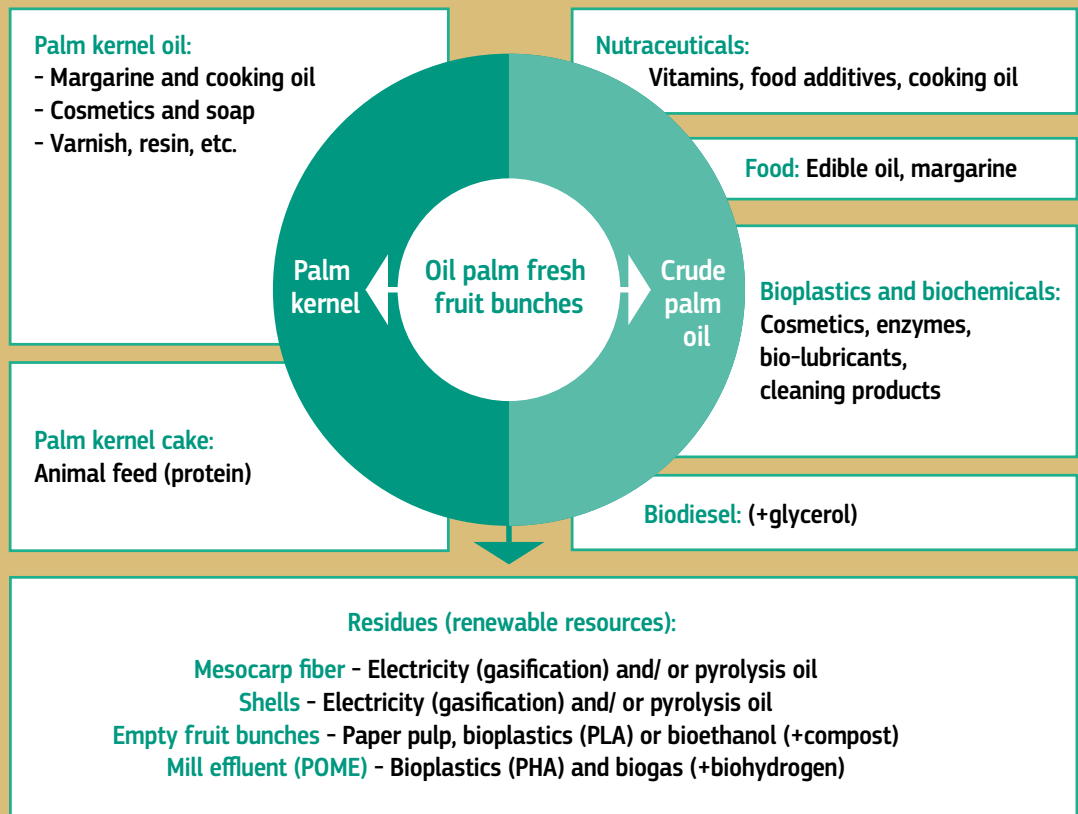 Palm kernel oil:
- Margarine and cooking oil
- Cosmetics and soap
- Varnish, resin, etc.
Palm kernel cake:
Animal feed (protein)
Palm
kernel
Oil palm fresh
fruit bunches
Crude
palm
oil
Nutraceuticals:
Vitamins, food additives, cooking oil
Food: Edible oil, margarine
Bioplastics and biochemicals:
Cosmetics, enzymes,
bio-lubricants,
cleaning products
Biodiesel: (+glycerol)
Residues (renewable resources):
Mesocarp fiber - Electricity (gasification) and/ or pyrolysis oil
Shells - Electricity (gasification) and/ or pyrolysis oil
Empty fruit bunches - Paper pulp, bioplastics (PLA) or bioethanol (+compost)
Mill effluent (POME) - Bioplastics (PHA) and biogas (+biohydrogen)